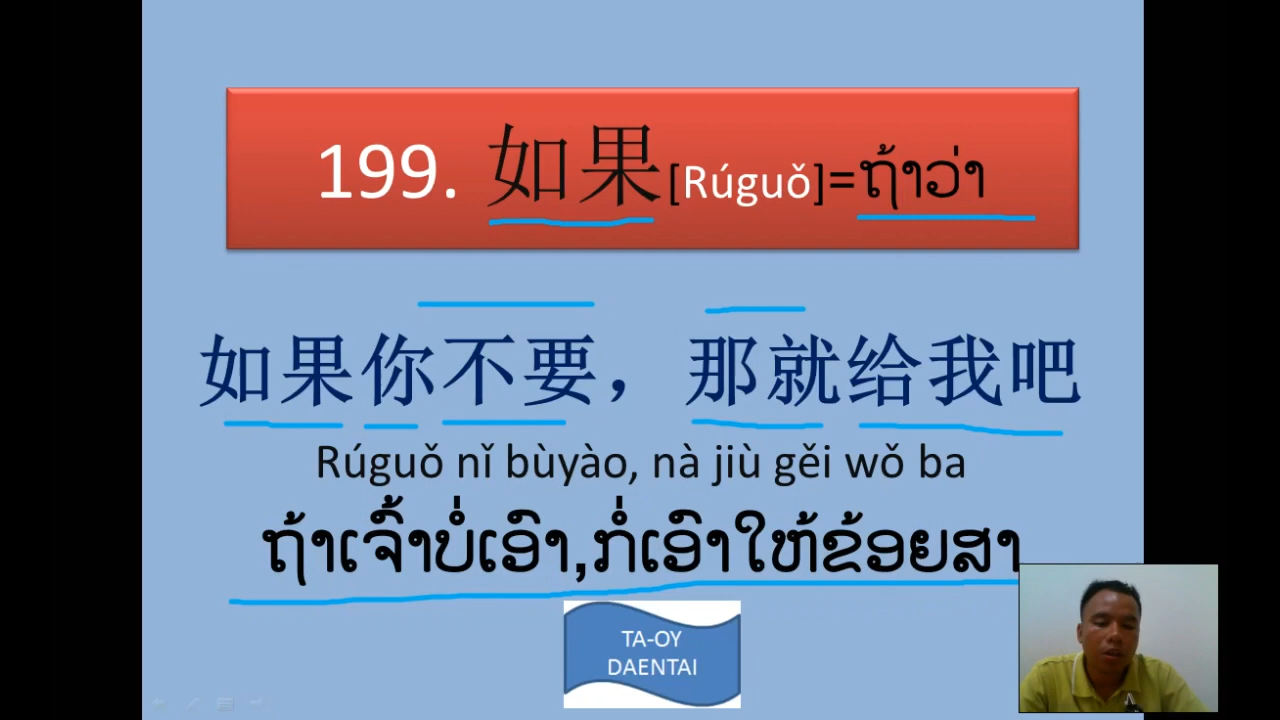 199. 如果[Rúguǒ]=ຖ້າວ່າ
如果你不要，那就给我吧
Rúguǒ nǐ bùyào, nà jiù gěi wǒ ba
ຖ້າເຈົ້າບໍ່ເອົາ,ກໍ່ເອົາໃຫ້ຂ້ອຍສາ
TA-OY
DAENTAI